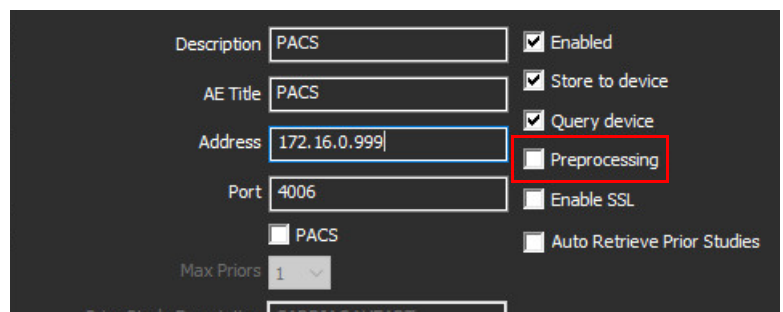 Description PACS Enabled
AE Title PACS Store to device
Query device
Address 172.16.0.999
Preprocessing
Port 4006 Enable SSL
PACS Auto Retrieve Prior Studies
Max Priors 1